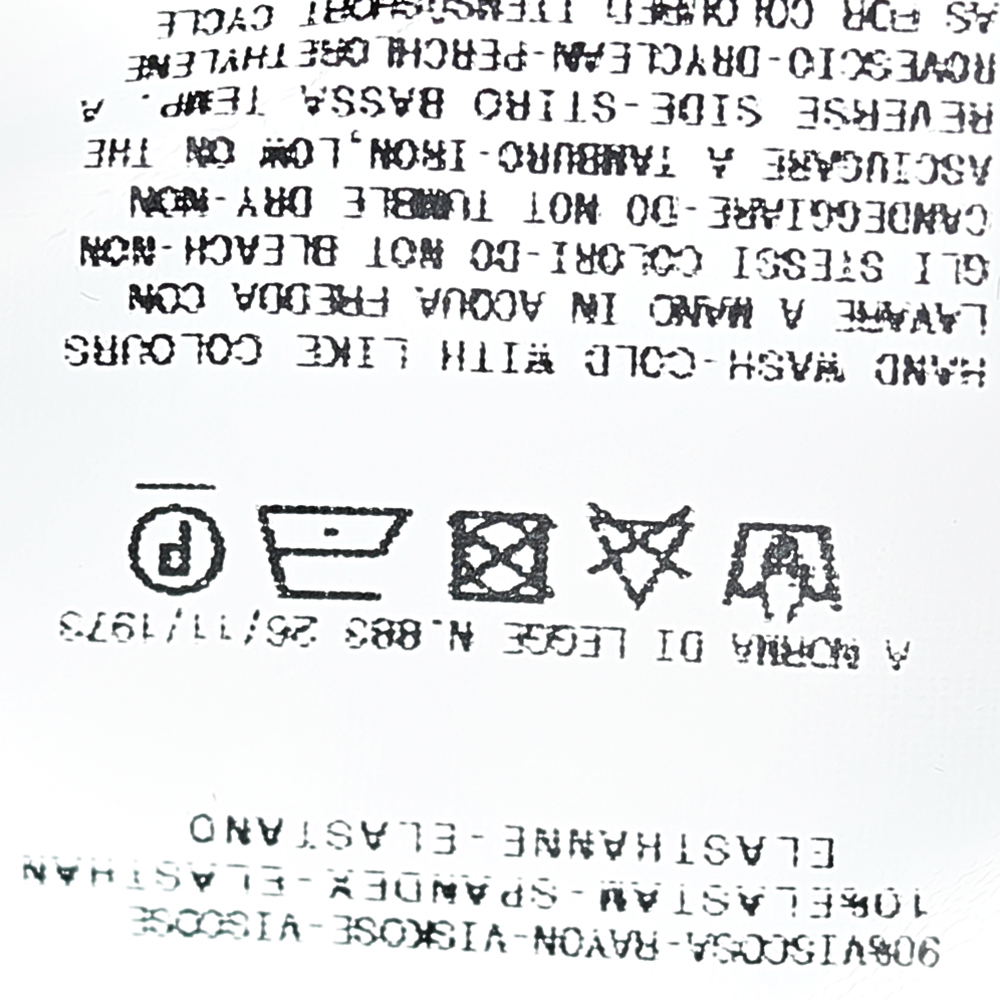 90%VISCOSA-RAYON-VISKOSE-VISCOSE
10%ELASTAM-SPANDEX-ELASTHAN
ELASTHANNE-ELASTANO
A NORMA DI LEGGE N.883 26/11/1973
P
HAND WASH-COLD WITH LIKE COLOURS
LAVARE A MANO IN ACQUA FREDDA CON
GLI STESSI COLORI-DO NOT BLEACH-NON
CANDEGGIARE-DO NOT TUMBLE DRY-NON
ASCIUGARE A TAMBURO-IRON,LOW ON THE
REVERSE SIDE-STIRO BASSA TEMP. A
ROVESCIO-DRYCLEAN-PERCHLORETHYLENE
AS FOR COLOURED ITEMS SHORT CYCLE